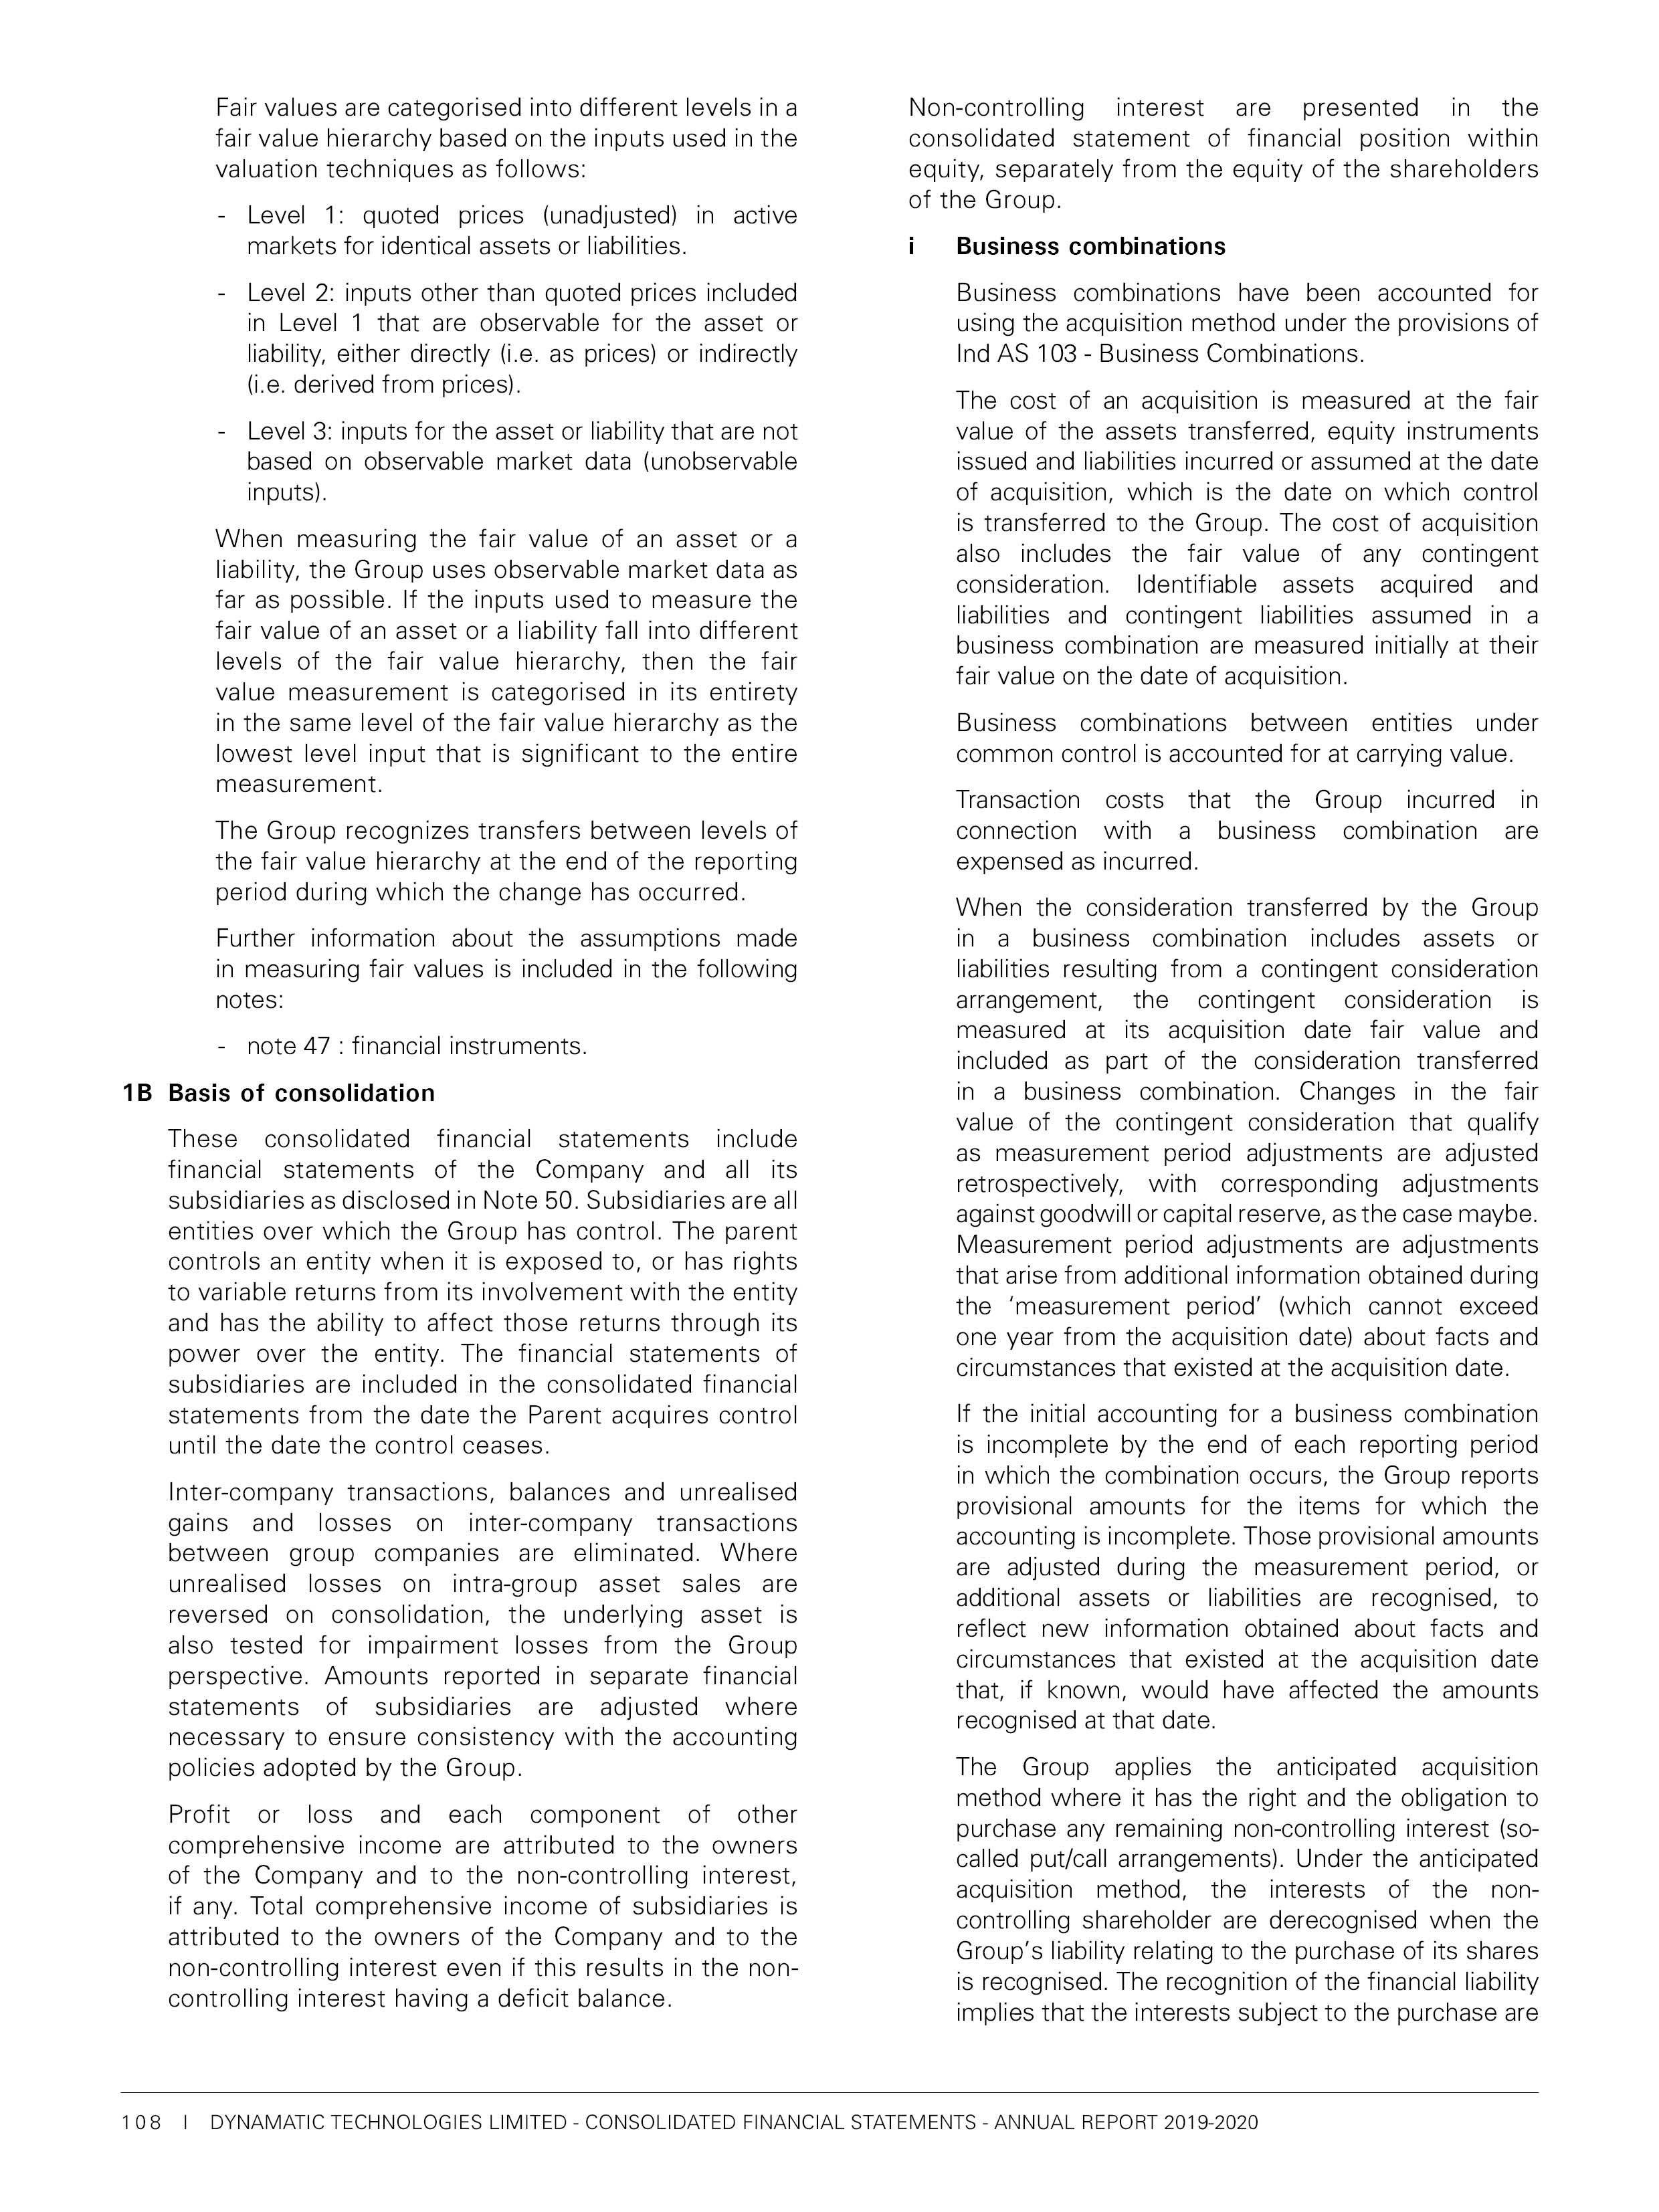 Fair values are categorised into different levels in a
fair value hierarchy based on the inputs used in the
valuation techniques as follows:
- Level 1: quoted prices (unadjusted) in active
markets for identical assets or liabilities.
- Level 2: inputs other than quoted prices included
in Level 1 that are observable for the asset or
liability, either directly (i.e. as prices) or indirectly
(i.e. derived from prices).
- Level 3: inputs for the asset or liability that are not
based on observable market data (unobservable
inputs).
When measuring the fair value of an asset or a
liability, the Group uses observable market data as
far as possible. If the inputs used to measure the
fair value of an asset or a liability fall into different
levels of the fair value hierarchy, then the fair
value measurement is categorised in its entirety
in the same level of the fair value hierarchy as the
lowest level input that is significant to the entire
measurement.
The Group recognizes transfers between levels of
the fair value hierarchy at the end of the reporting
period during which the change has occurred.
Further information about the assumptions made
in measuring fair values is included in the following
notes:
- note 47 : financial instruments.
1B Basis of consolidation
These consolidated financial statements include
financial statements of the Company and all its
subsidiaries as disclosed in Note 50. Subsidiaries are all
entities over which the Group has control. The parent
controls an entity when it is exposed to, or has rights
to variable returns from its involvement with the entity
and has the ability to affect those returns through its
power over the entity. The financial statements of
subsidiaries are included in the consolidated financial
statements from the date the Parent acquires control
until the date the control ceases.
Inter-company transactions, balances and unrealised
gains and losses on inter-company transactions
between group companies are eliminated. Where
unrealised losses on intra-group asset sales are
reversed on consolidation, the underlying asset is
also tested for impairment losses from the Group
perspective. Amounts reported in separate financial
statements of subsidiaries are adjusted where
necessary to ensure consistency with the accounting
policies adopted by the Group.
Profit or loss and each component of other
comprehensive income are attributed to the owners
of the Company and to the non-controlling interest,
if any. Total comprehensive income of subsidiaries is
attributed to the owners of the Company and to the
non-controlling interest even if this results in the non-
controlling interest having a deficit balance.
Non-controlling interest are presented in the
consolidated statement of financial position within
equity, separately from the equity of the shareholders
of the Group.
i Business combinations
Business combinations have been accounted for
using the acquisition method under the provisions of
Ind AS 103 - Business Combinations.
The cost of an acquisition is measured at the fair
value of the assets transferred, equity instruments
issued and liabilities incurred or assumed at the date
of acquisition, which is the date on which control
is transferred to the Group. The cost of acquisition
also includes the fair value of any contingent
consideration. Identifiable assets acquired and
liabilities and contingent liabilities assumed in a
business combination are measured initially at their
fair value on the date of acquisition.
Business combinations between entities under
common control is accounted for at carrying value.
Transaction costs that the Group incurred in
connection with a business combination are
expensed as incurred.
When the consideration transferred by the Group
in a business combination includes assets or
liabilities resulting from a contingent consideration
arrangement, the contingent consideration is
measured at its acquisition date fair value and
included as part of the consideration transferred
in a business combination. Changes in the fair
value of the contingent consideration that qualify
as measurement period adjustments are adjusted
retrospectively, with corresponding adjustments
against goodwill or capital reserve, as the case maybe.
Measurement period adjustments are adjustments
that arise from additional information obtained during
the ‘measurement period’ (which cannot exceed
one year from the acquisition date) about facts and
circumstances that existed at the acquisition date.
If the initial accounting for a business combination
is incomplete by the end of each reporting period
in which the combination occurs, the Group reports
provisional amounts for the items for which the
accounting is incomplete. Those provisional amounts
are adjusted during the measurement period, or
additional assets or liabilities are recognised, to
reflect new information obtained about facts and
circumstances that existed at the acquisition date
that, if known, would have affected the amounts
recognised at that date.
The Group applies the anticipated acquisition
method where it has the right and the obligation to
purchase any remaining non-controlling interest (so-
called put/call arrangements). Under the anticipated
acquisition method, the interests of the non-
controlling shareholder are derecognised when the
Group’s liability relating to the purchase of its shares
is recognised. The recognition of the financial liability
implies that the interests subject to the purchase are
108 I DYNAMATIC TECHNOLOGIES LIMITED - CONSOLIDATED FINANCIAL STATEMENTS - ANNUAL REPORT 2019-2020